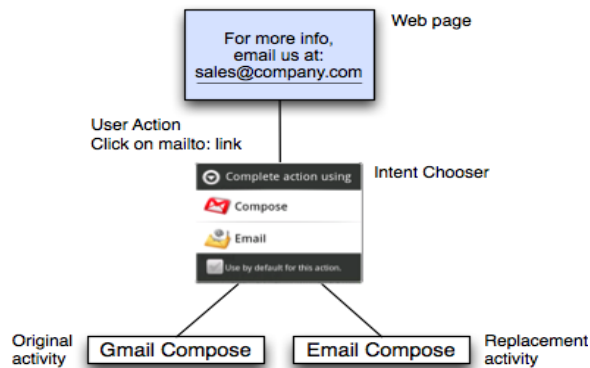 Web page
For more info,
email us at:
sales@company.com
User Action
Click on mailto: link
Complete action using
Intent Chooser
Compose
Email
Use by default for this action.
Original
activity
Gmail Compose
Email Compose
Replacement
activity